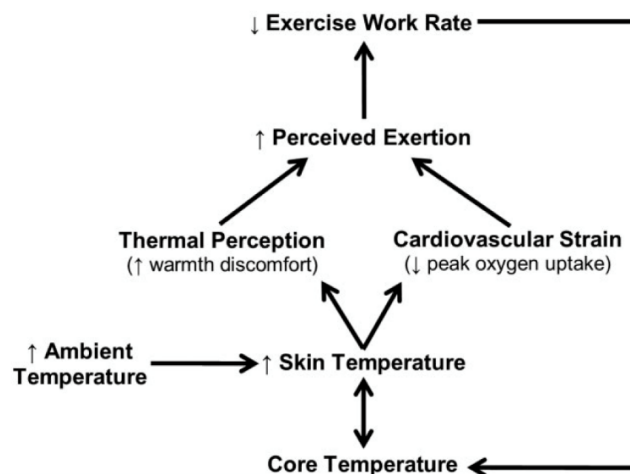 ↓ Exercise Work Rate
↑ Perceived Exertion
Thermal Perception
(↑ warmth discomfort)
Cardiovascular Strain
(↓ peak oxygen uptake)
↑ Ambient
Temperature
↑ Skin Temperature
Core Temperature